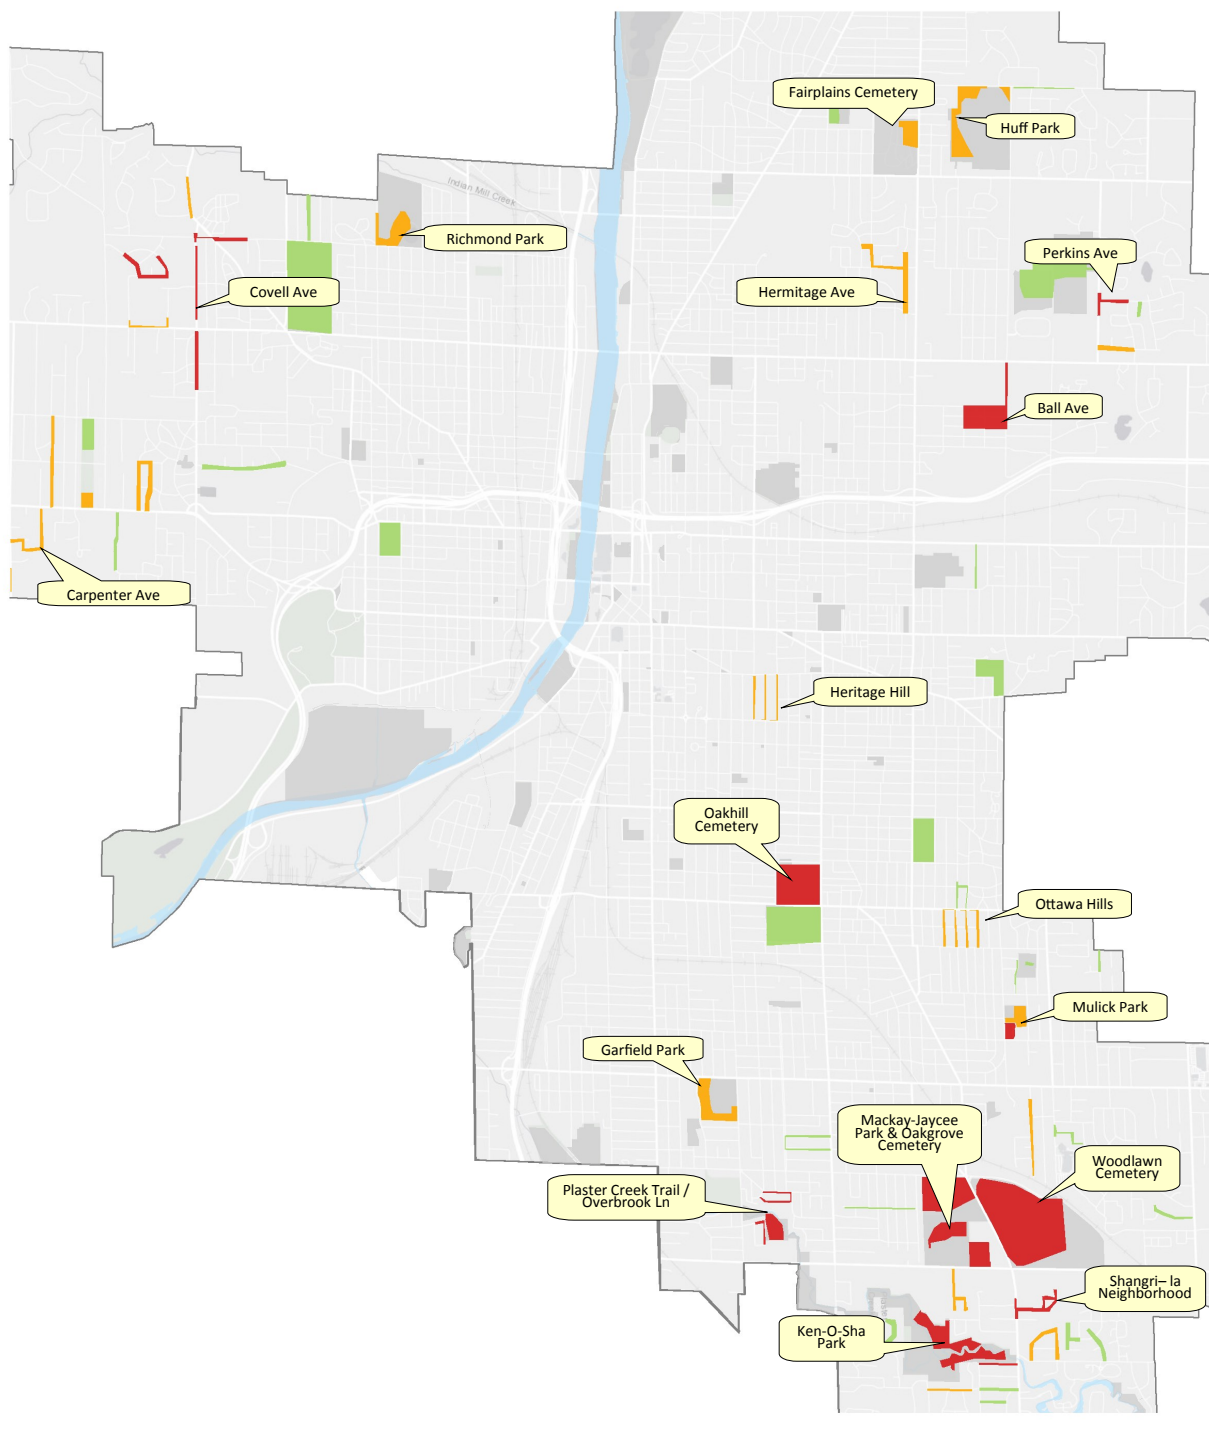 Fairplains Cemetery
Huff Park
Indian Mill Creek
Richmond Park
Perkins Ave
Covell Ave
Hermitage Ave
Ball Ave
Carpenter Ave
Heritage Hill
Oakhill
Cemetery
Ottawa Hills
Mulick Park
Garfield Park
Mackay-Jaycee
Park & Oakgrove
Cemetery
Woodlawn
Cemetery
Plaster Creek Trail /
Overbrook Ln
Shangri– la
Neighborhood
Ken-O-Sha
Park